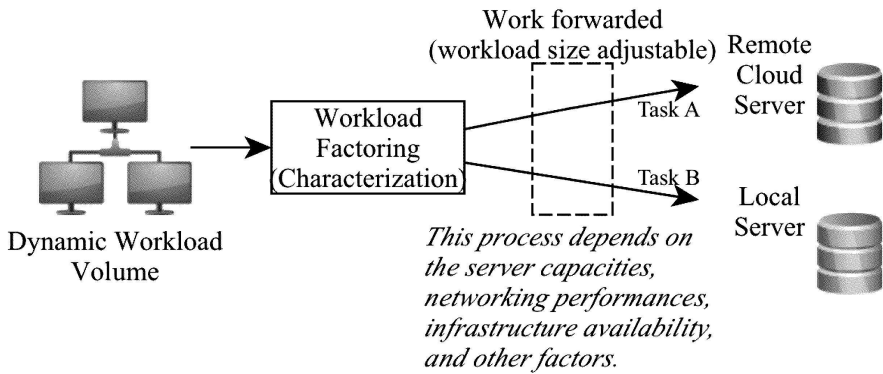 Work forwarded
(workload size adjustable)
Remote
Cloud
Server
Workload
Factoring
(Characterization)
Task A
Task B
Local
Server
Dynamic Workload
Volume
This process depends on
the server capacities,
networking performances,
infrastructure availability,
and other factors.